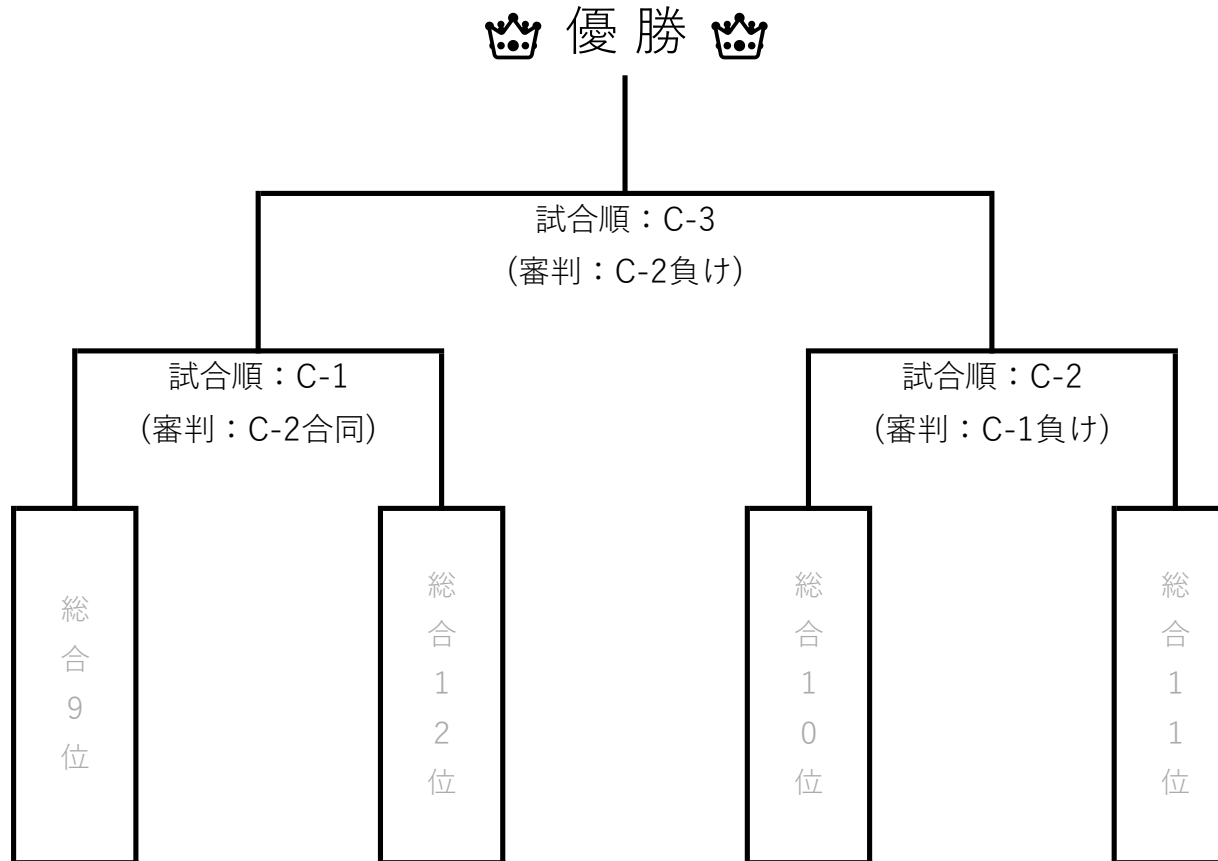 優勝
試合順：C-3
(審判：C-2負け)
試合順：C-1
(審判：C-2合同)
試合順：C-2
(審判：C-1負け)
総合9位
総合12位
総合10位
総合11位